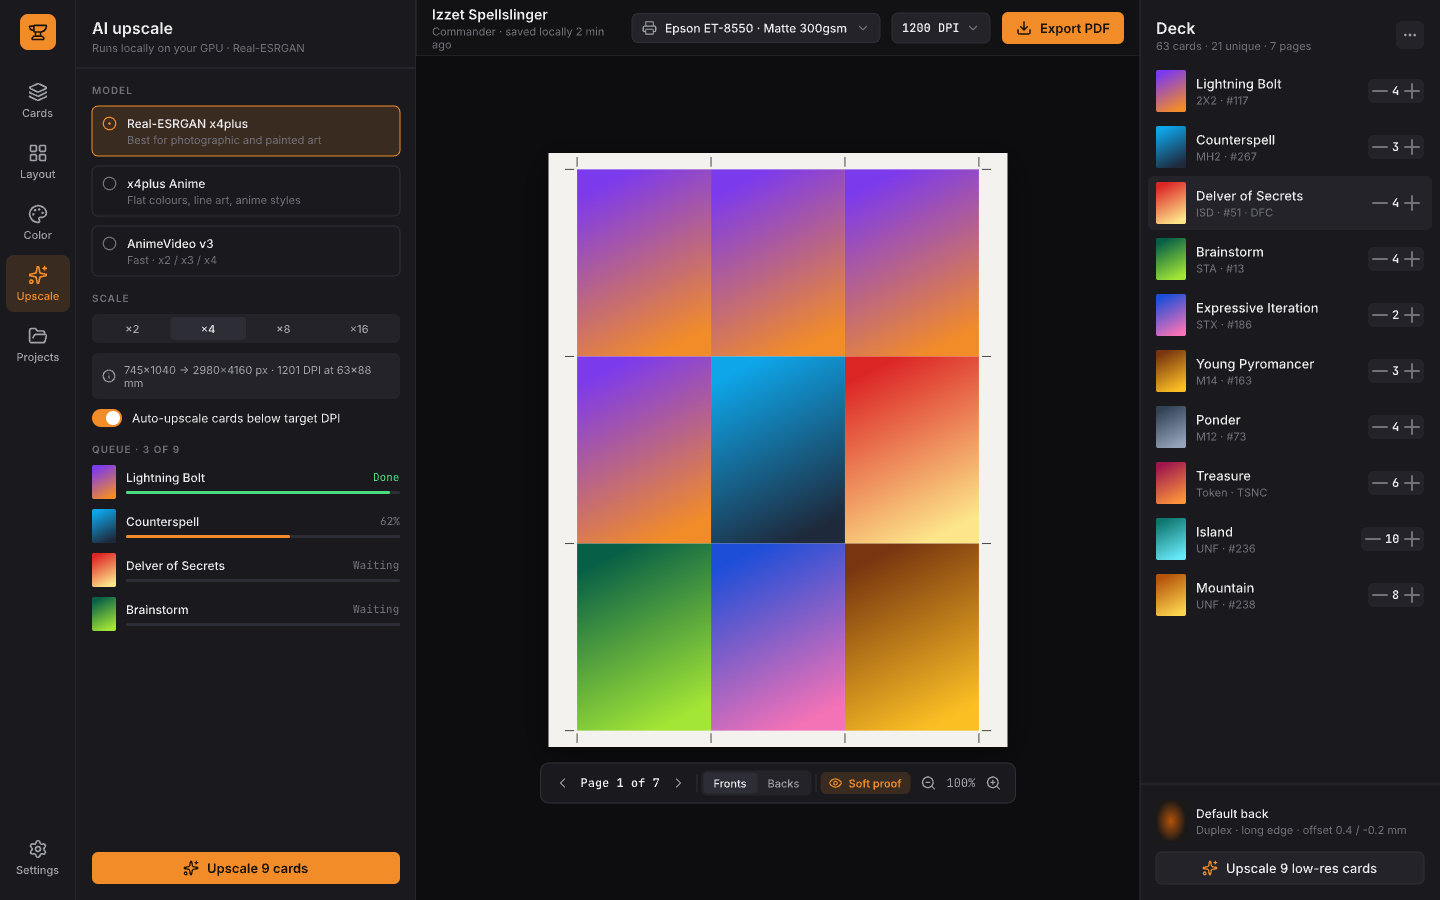 Cards
Layout
Color
Upscale
Projects
Settings
AI upscale
Runs locally on your GPU · Real-ESRGAN
MODEL
Real-ESRGAN x4plus
Best for photographic and painted art
x4plus Anime
Flat colours, line art, anime styles
AnimeVideo v3
Fast · x2 / x3 / x4
SCALE
×2 ×4 ×8 ×16
745×1040 → 2980×4160 px · 1201 DPI at 63×88
mm
Auto-upscale cards below target DPI
QUEUE · 3 OF 9
Lightning Bolt Done
Counterspell 62%
Delver of Secrets Waiting
Brainstorm Waiting
Upscale 9 cards
Izzet Spellslinger
Commander · saved locally 2 min
ago
Epson ET-8550 · Matte 300gsm
1200 DPI
Export PDF
Page 1 of 7
Fronts Backs
Soft proof
100%
Deck
63 cards · 21 unique · 7 pages
Lightning Bolt
2X2 · #117
4
Counterspell
MH2 · #267
3
Delver of Secrets
ISD · #51 · DFC
4
Brainstorm
STA · #13
4
Expressive Iteration
STX · #186
2
Young Pyromancer
M14 · #163
3
Ponder
M12 · #73
4
Treasure
Token · TSNC
6
Island
UNF · #236
10
Mountain
UNF · #238
8
Default back
Duplex · long edge · offset 0.4 / -0.2 mm
Upscale 9 low-res cards